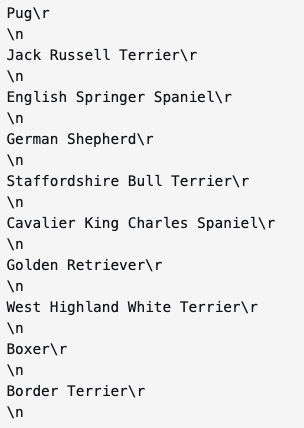 Pug\r
\n
Jack Russell Terrier\r
\n
English Springer Spaniel\r
\n
German Shepherd\r
\n
Staffordshire Bull Terrier\r
\n
Cavalier King Charles Spaniel\r
\n
Golden Retriever\r
\n
West Highland White Terrier\r
\n
Boxer\r
\n
Border Terrier\r
\n